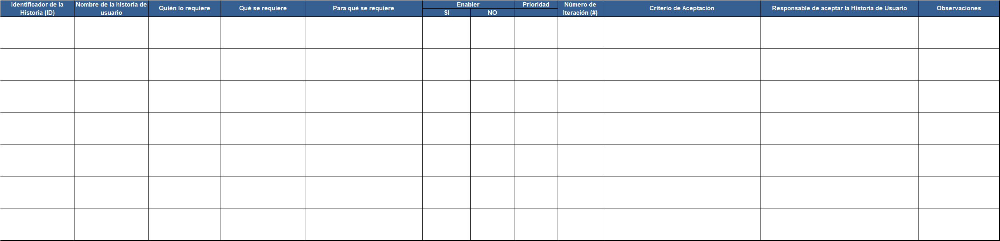 Identificador de la
Historia (ID)
Nombre de la historia de
usuario
Quién lo requiere
Qué se requiere
Para qué se requiere
Enabler
SI
NO
Prioridad
Número de
Iteración (#)
Criterio de Aceptación
Responsable de aceptar la Historia de Usuario
Observaciones